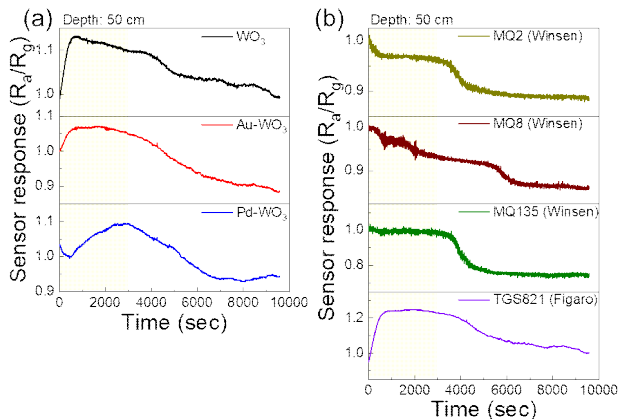 (a) Depth: 50 cm
Sensor response (Ra/Rg)
WO3
1.1
1.0
Au-WO3
1.1
1.0
0.9
Pd-WO3
1.1
1.0
0.9
0 2000 4000 6000 8000 10000
Time (sec)
(b) Depth: 50 cm
Sensor response (Ra/Rg)
MQ2 (Winsen)
1.0
0.9
MQ8 (Winsen)
1.0
0.9
MQ135 (Winsen)
1.0
0.8
TGS821 (Figaro)
1.2
1.0
0 2000 4000 6000 8000 10000
Time (sec)